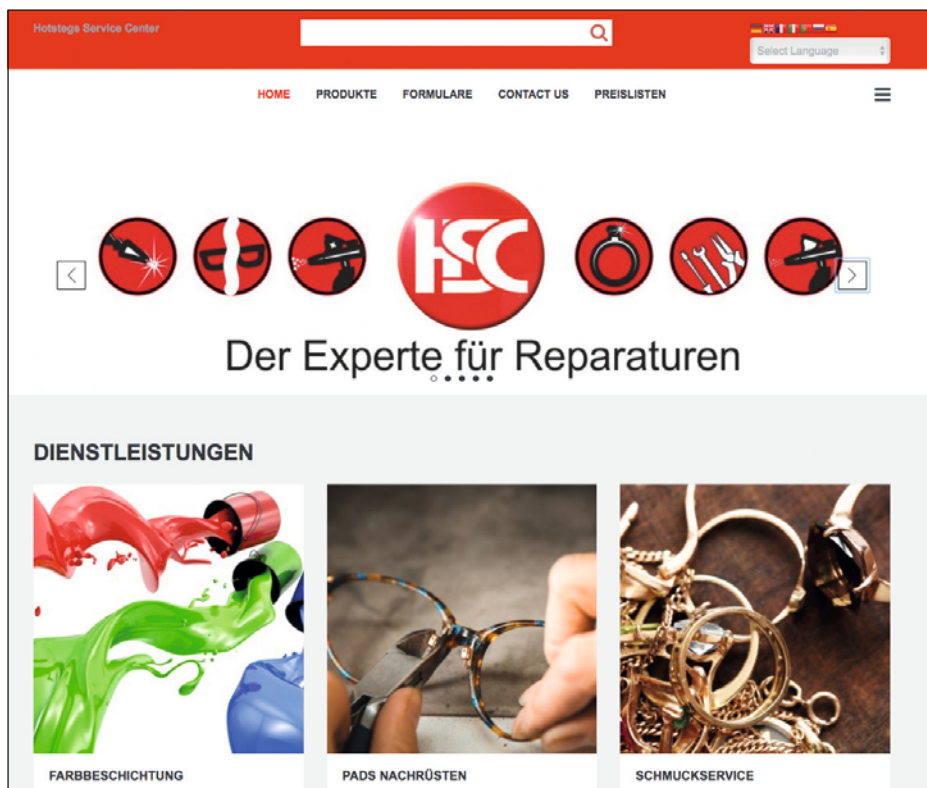 Hotstegs Service Center
Select Language
HOME PRODUKTE FORMULARE CONTACT US PREISLISTEN
HSC
Der Experte für Reparaturen
DIENSTLEISTUNGEN
FARBBESCHICHTUNG PADS NACHRÜSTEN SCHMUCKSERVICE